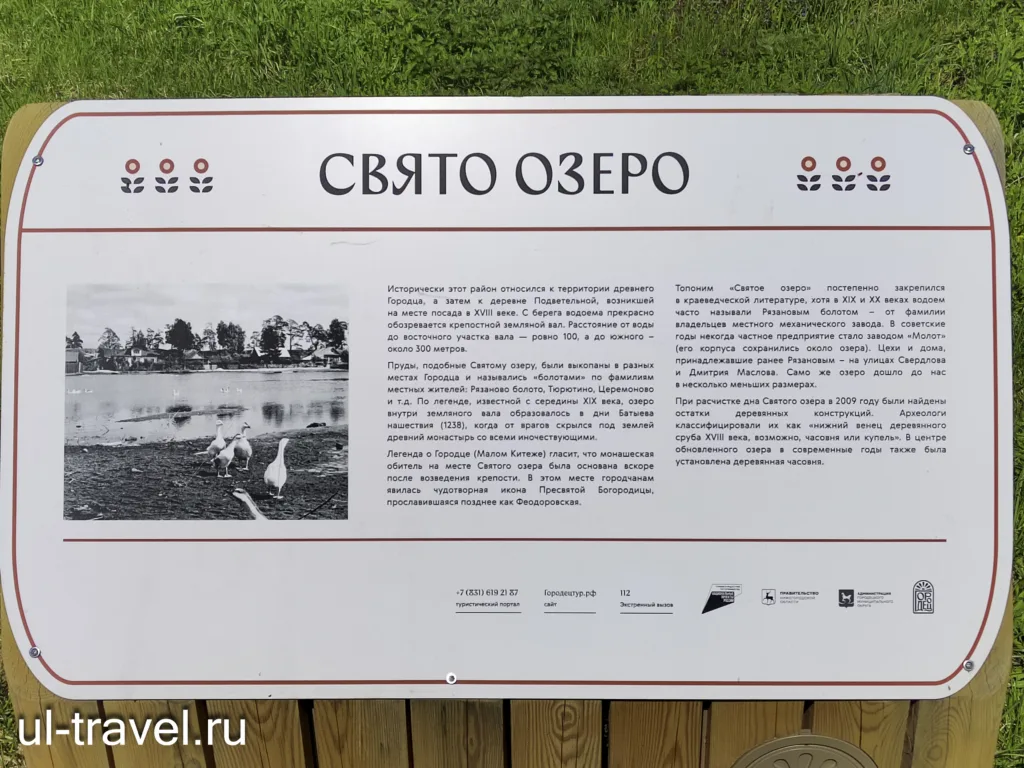 СВЯТО ОЗЕРО
Исторически этот район относился к территории древнего
Городца, а затем к деревне Подветельной, возникшей
на месте посада в XVIII веке. С берега водоема прекрасно
обозревается крепостной земляной вал. Расстояние от воды
до восточного участка вала — ровно 100, а до южного –
около 300 метров.
Пруды, подобные Святому озеру, были выкопаны в разных
местах Городца и назывались «болотами» по фамилиям
местных жителей: Рязаново болото, Тюрютино, Церемоново
и т.д. По легенде, известной с середины XIX века, озеро
внутри земляного вала образовалось в дни Батыева
нашествия (1238), когда от врагов скрылся под землей
древний монастырь со всеми иночествующими.
Легенда о Городце (Малом Китеже) гласит, что монашеская
обитель на месте Святого озера была основана вскоре
после возведения крепости. В этом месте городчанам
явилась чудотворная икона Пресвятой Богородицы,
прославившаяся позднее как Феодоровская.
Топоним «Святое озеро» постепенно закрепился
в краеведческой литературе, хотя в XIX и XX веках водоем
часто называли Рязановым болотом – от фамилии
владельцев местного механического завода. В советские
годы некогда частное предприятие стало заводом «Молот»
(его корпуса сохранились около озера). Цехи и дома,
принадлежавшие ранее Рязановым – на улицах Свердлова
и Дмитрия Маслова. Само же озеро дошло до нас
в несколько меньших размерах.
При расчистке дна Святого озера в 2009 году были найдены
остатки деревянных конструкций. Археологи
классифицировали их как «нижний венец деревянного
сруба XVIII века, возможно, часовня или купель». В центре
обновленного озера в современные годы также была
установлена деревянная часовня.
+7 (831) 619 21 87
туристический портал
Городецтур.рф
сайт
112
Экстренный вызов
ПРАВИТЕЛЬСТВО
НИЖЕГОРОДСКОЙ
ОБЛАСТИ
АДМИНИСТРАЦИЯ
ГОРОДЕЦКОГО
МУНИЦИПАЛЬНОГО
ОКРУГА
ГОРОДЕЦ
ul-travel.ru